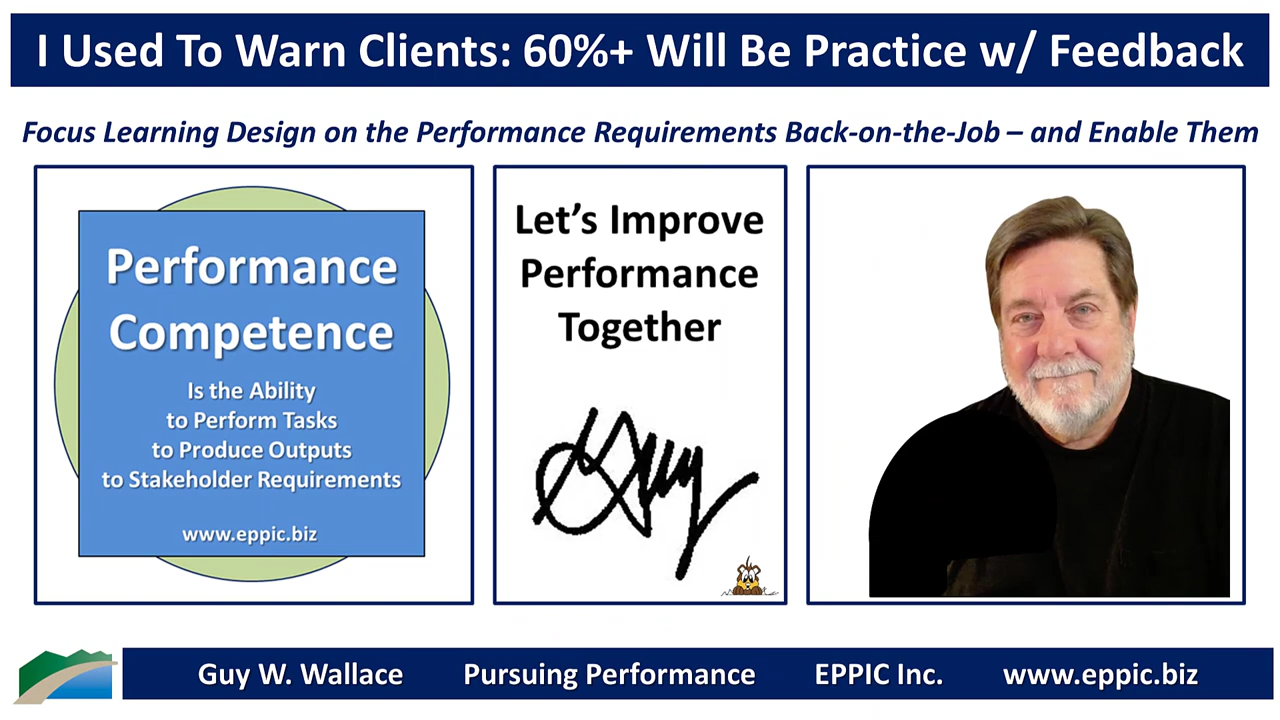 I Used To Warn Clients: 60%+ Will Be Practice w/ Feedback
Focus Learning Design on the Performance Requirements Back-on-the-Job – and Enable Them
Performance
Competence
Is the Ability
to Perform Tasks
to Produce Outputs
to Stakeholder Requirements
www.eppic.biz
Let’s Improve
Performance
Together
Guy
Guy W. Wallace Pursuing Performance EPPIC Inc. www.eppic.biz